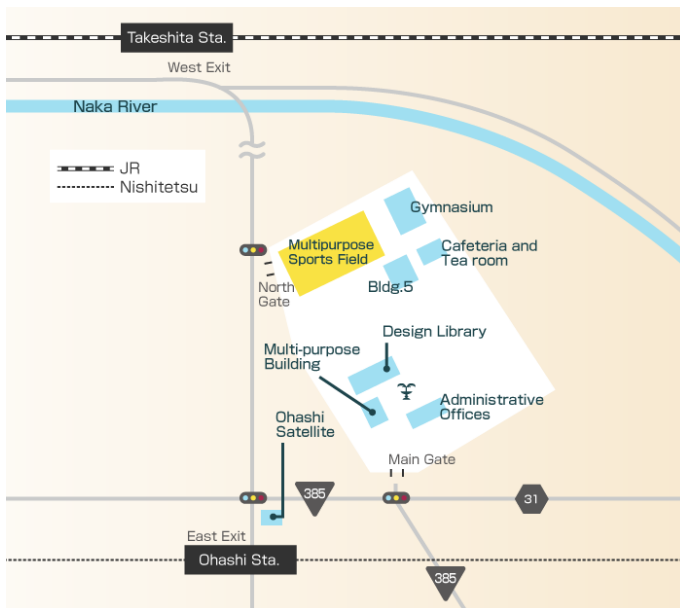 Takeshita Sta.
West Exit
Naka River
JR
Nishitetsu
Gymnasium
Multipurpose
Sports Field
Cafeteria and
Tea room
North
Gate
Bldg.5
Design Library
Multi-purpose
Building
Administrative
Offices
Ohashi
Satellite
Main Gate
385
31
East Exit
Ohashi Sta.
385